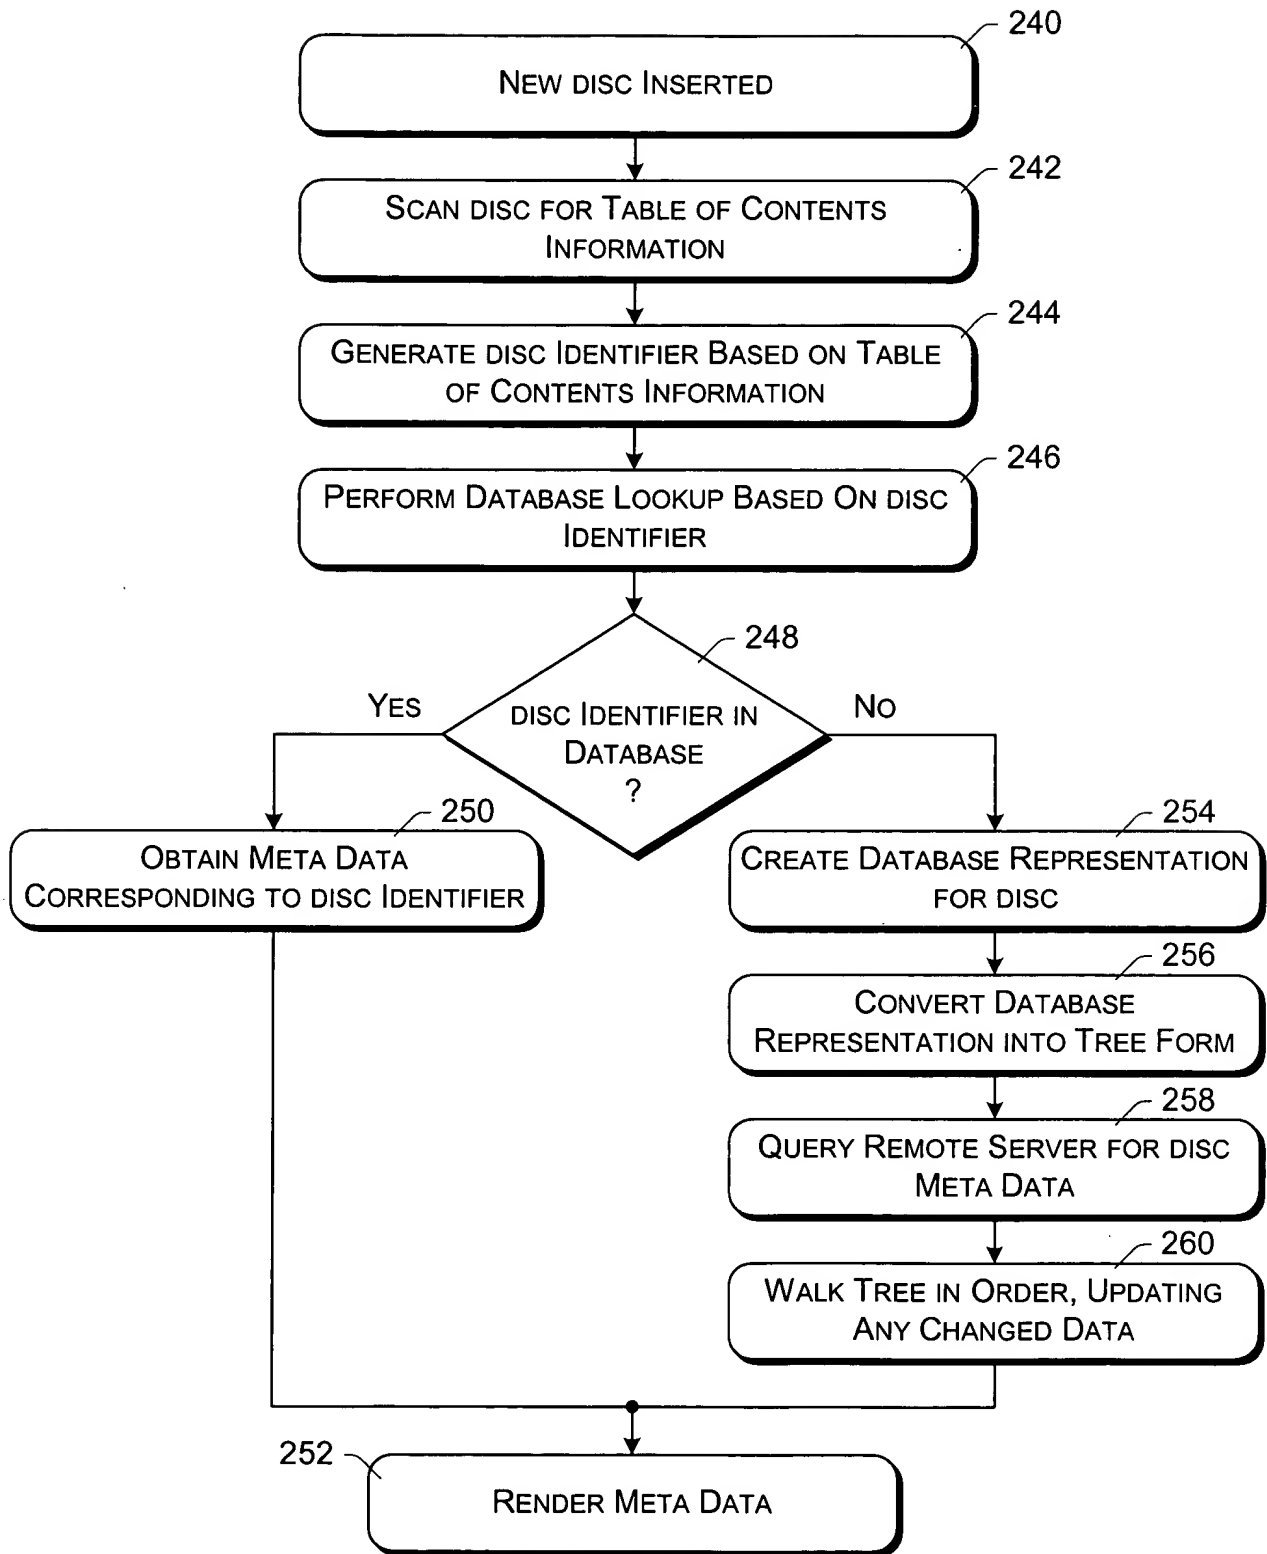 240
NEW DISC INSERTED
242
SCAN DISC FOR TABLE OF CONTENTS
INFORMATION
244
GENERATE DISC IDENTIFIER BASED ON TABLE
OF CONTENTS INFORMATION
246
PERFORM DATABASE LOOKUP BASED ON DISC
IDENTIFIER
248
YES
NO
DISC IDENTIFIER IN
DATABASE
?
250
OBTAIN META DATA
CORRESPONDING TO DISC IDENTIFIER
254
CREATE DATABASE REPRESENTATION
FOR DISC
256
CONVERT DATABASE
REPRESENTATION INTO TREE FORM
258
QUERY REMOTE SERVER FOR DISC
META DATA
260
WALK TREE IN ORDER, UPDATING
ANY CHANGED DATA
252
RENDER META DATA